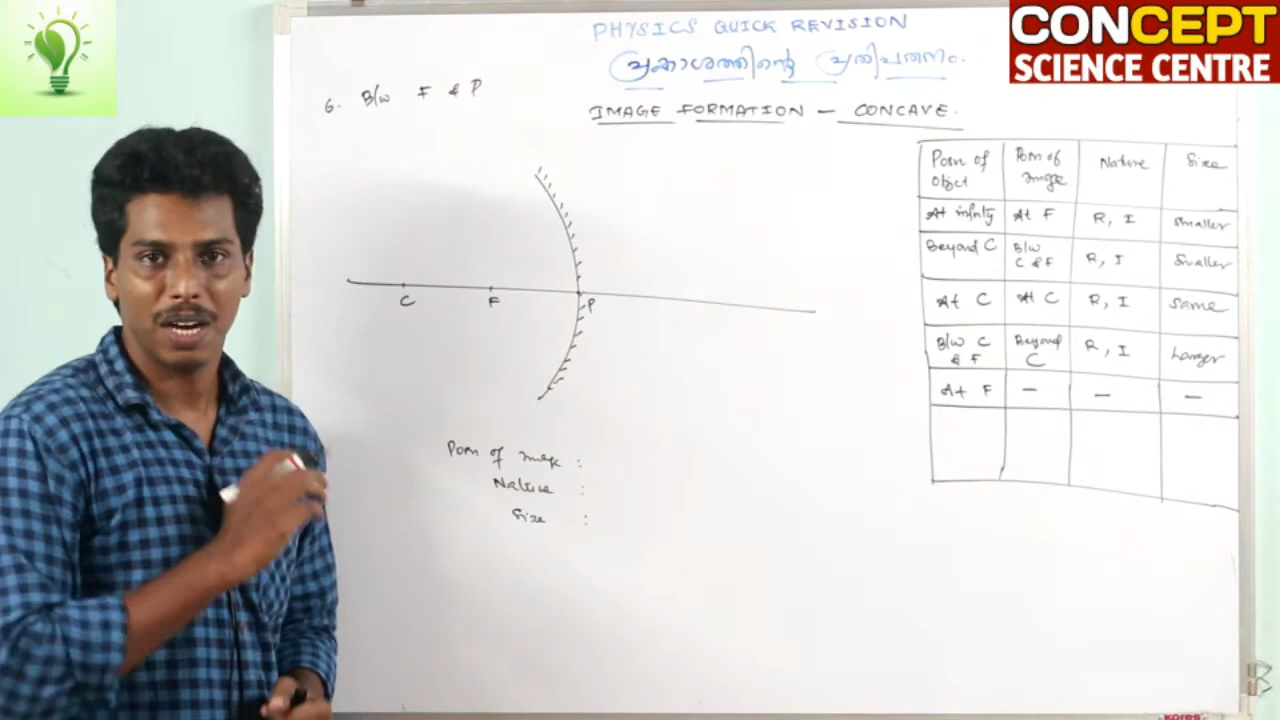 PHYSICS QUICK REVISION
പ്രകാശത്തിന്റെ പ്രതിപതനം.
CONCEPT
SCIENCE CENTRE
6. B/w F & P
IMAGE FORMATION – CONCAVE.
C F P
Posn of image :
Nature :
Size :
Posn of Object | Posn of image | Nature | Size
At infinity | At F | R, I | Smaller
Beyond C | B/w C & F | R, I | Smaller
At C | At C | R, I | Same
B/w C & F | Beyond C | R, I | Larger
At F | – | – | –
kores